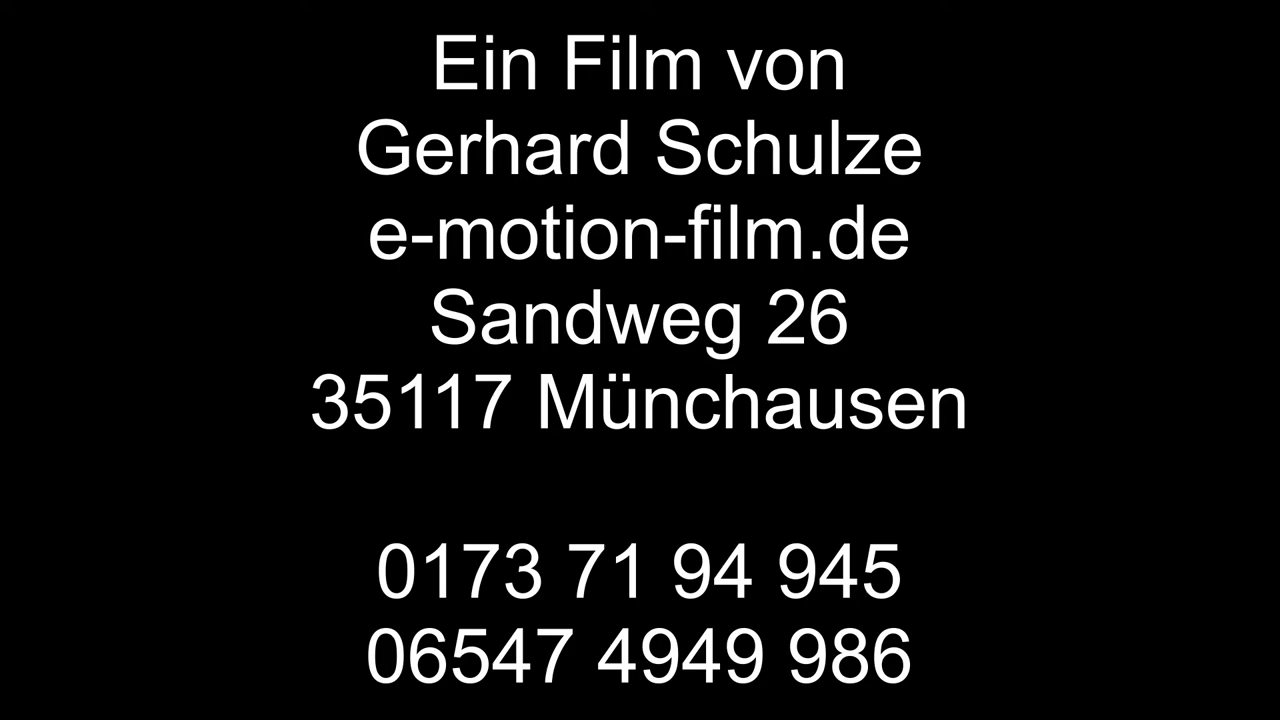 Ein Film von
Gerhard Schulze
e-motion-film.de
Sandweg 26
35117 Münchausen
0173 71 94 945
06547 4949 986